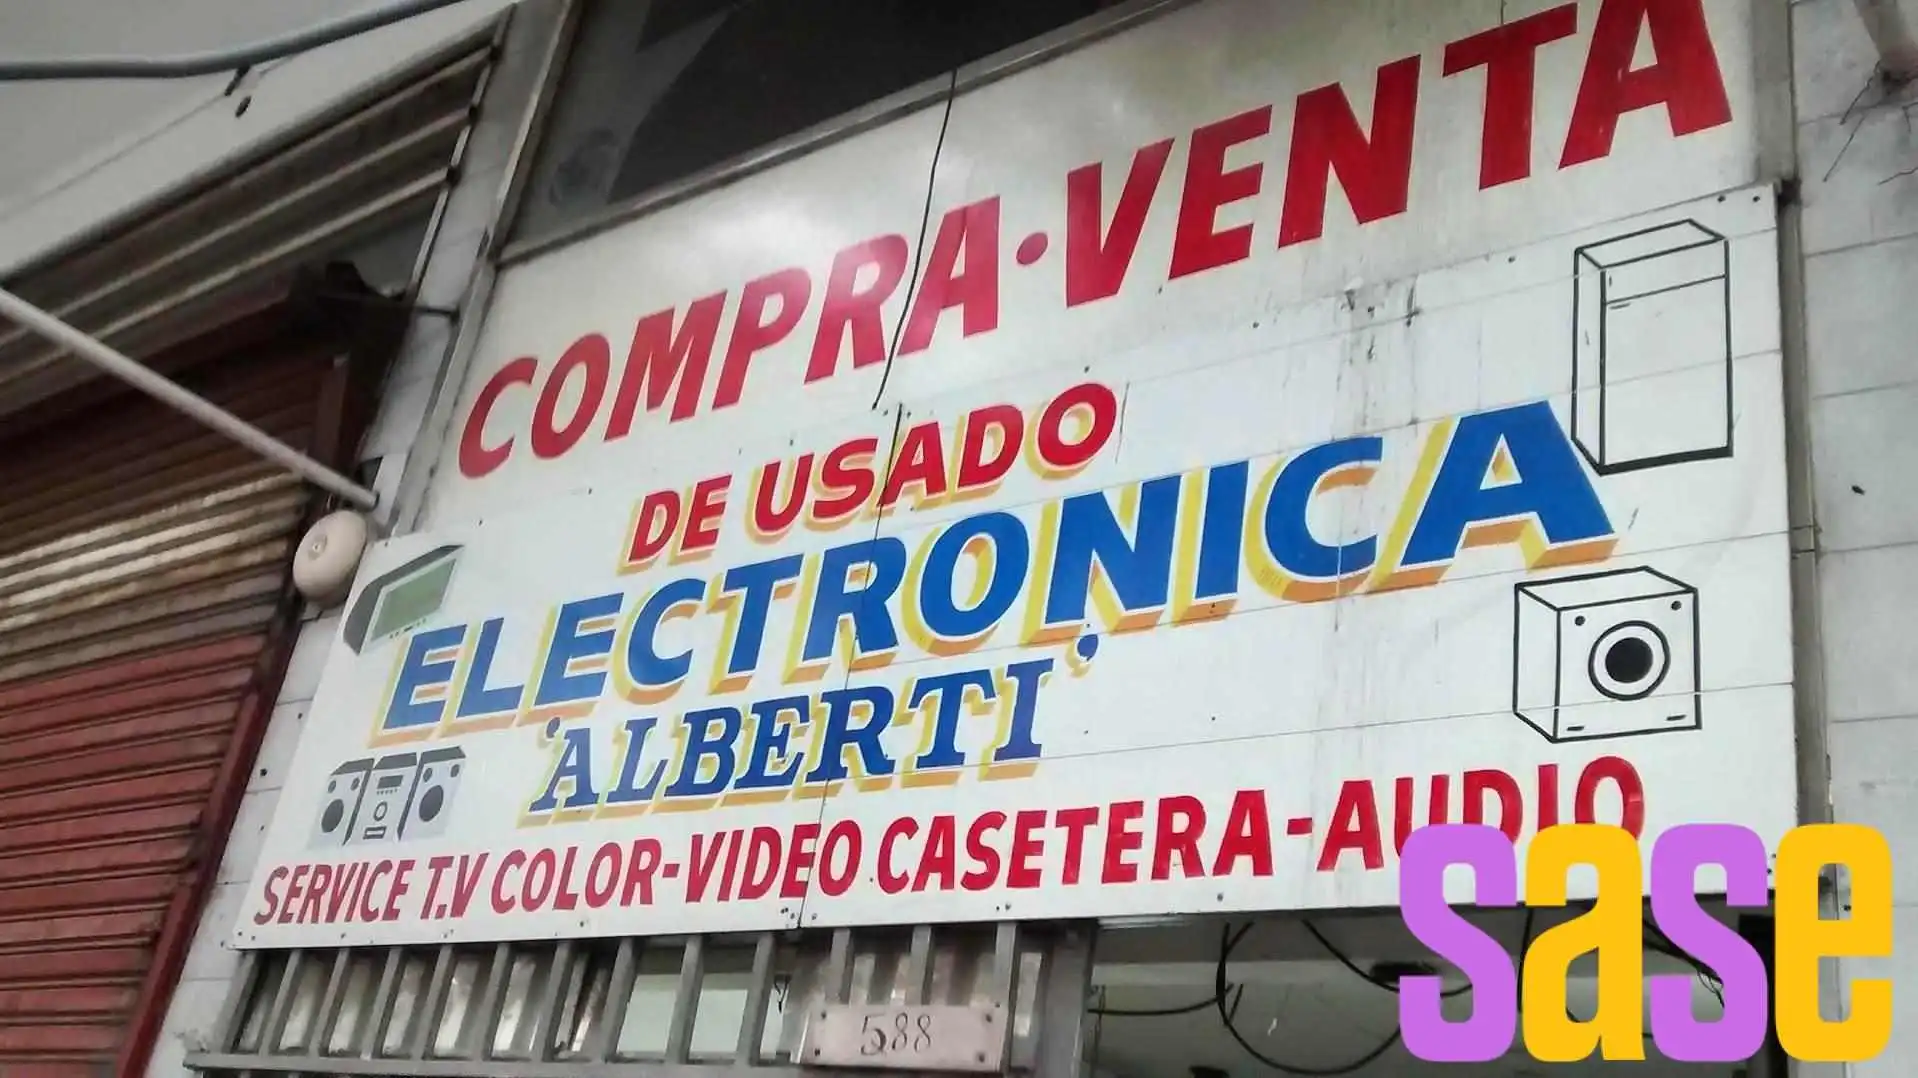 COMPRA·VENTA
DE USADO
ELECTRONICA
'ALBERTI'
SERVICE T.V COLOR-VIDEO CASETERA-AUDIO
588
sase